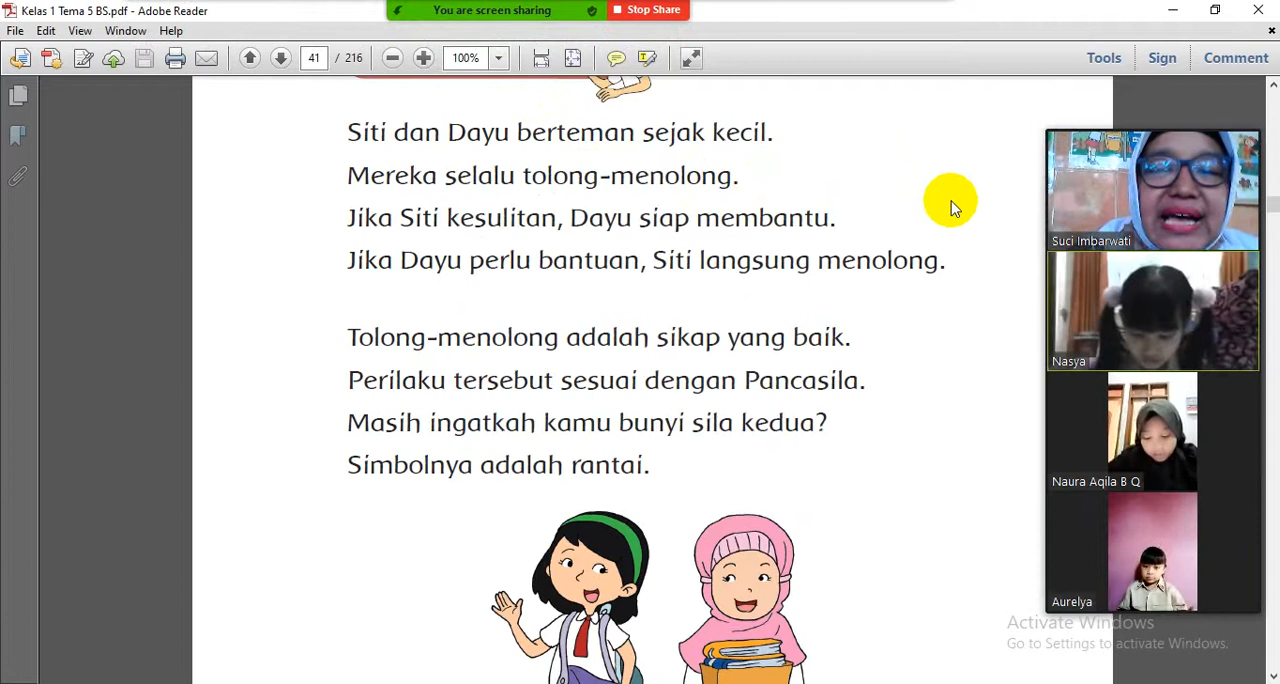 Kelas 1 Tema 5 BS.pdf - Adobe Reader
You are screen sharing
Stop Share
File Edit View Window Help
41 / 216
100%
Tools Sign Comment
Siti dan Dayu berteman sejak kecil.
Mereka selalu tolong-menolong.
Jika Siti kesulitan, Dayu siap membantu.
Jika Dayu perlu bantuan, Siti langsung menolong.
Tolong-menolong adalah sikap yang baik.
Perilaku tersebut sesuai dengan Pancasila.
Masih ingatkah kamu bunyi sila kedua?
Simbolnya adalah rantai.
Suci Imbarwati
Nasya
Naura Aqila B Q
Aurelya
Activate Windows
Go to Settings to activate Windows.